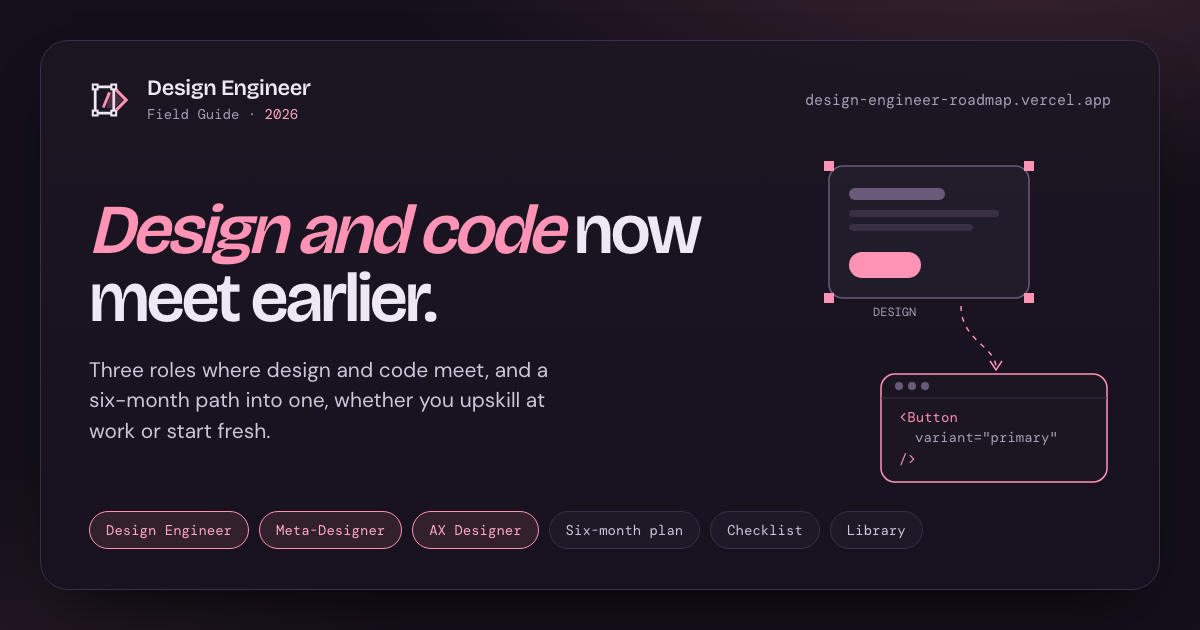 Design Engineer
Field Guide · 2026
design-engineer-roadmap.vercel.app
Design and code now
meet earlier.
Three roles where design and code meet, and a
six-month path into one, whether you upskill at
work or start fresh.
DESIGN
<Button
variant="primary"
/>
Design Engineer
Meta-Designer
AX Designer
Six-month plan
Checklist
Library